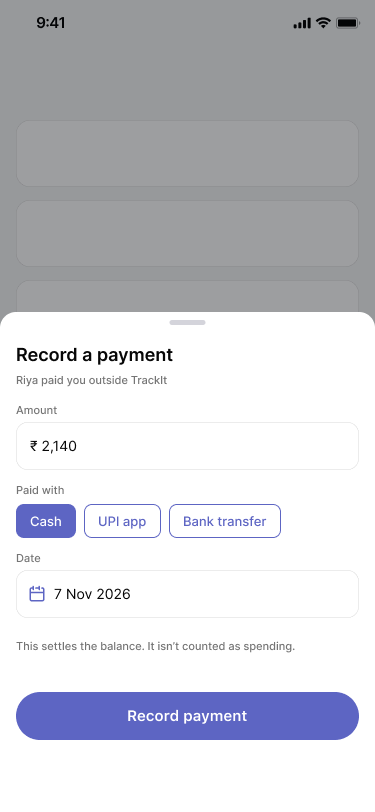 9:41
Record a payment
Riya paid you outside TrackIt
Amount
₹ 2,140
Paid with
Cash
UPI app
Bank transfer
Date
7 Nov 2026
This settles the balance. It isn’t counted as spending.
Record payment